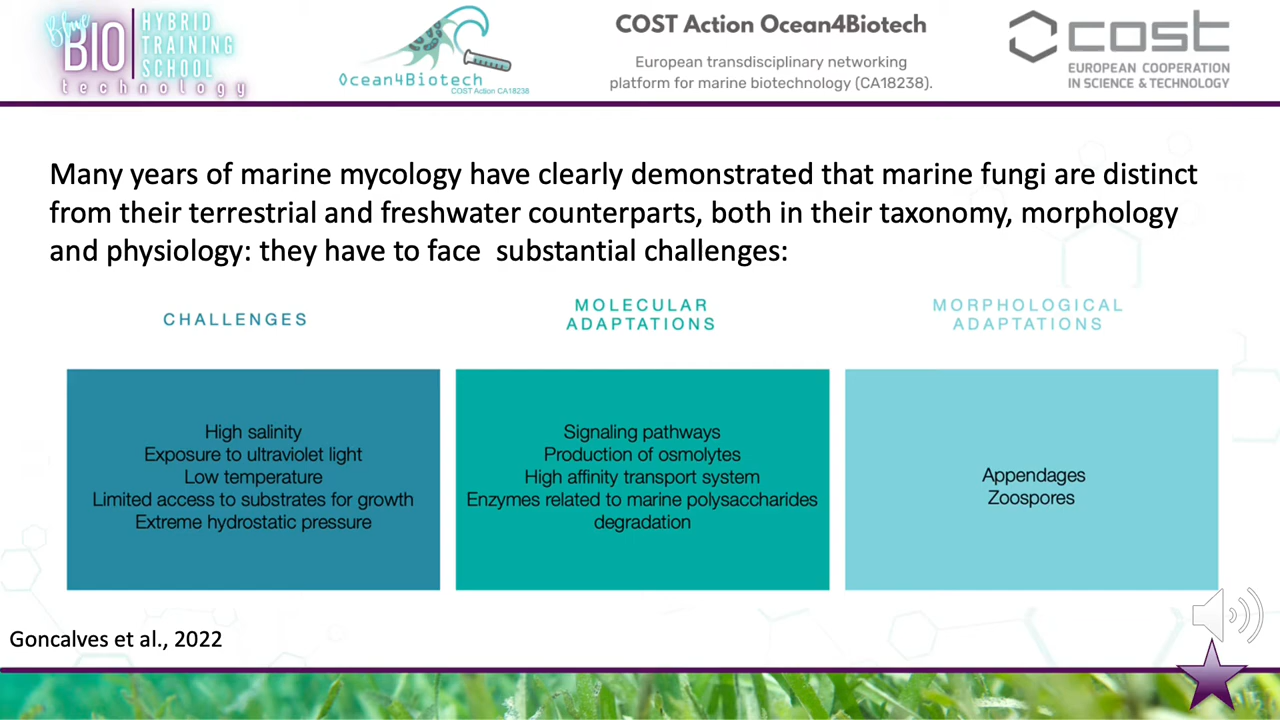 Blue
BIO
HYBRID
TRAINING
SCHOOL
technology
Ocean4Biotech
COST Action CA18238
COST Action Ocean4Biotech
European transdisciplinary networking
platform for marine biotechnology (CA18238).
cost
EUROPEAN COOPERATION
IN SCIENCE & TECHNOLOGY
Many years of marine mycology have clearly demonstrated that marine fungi are distinct
from their terrestrial and freshwater counterparts, both in their taxonomy, morphology
and physiology: they have to face substantial challenges:
CHALLENGES
High salinity
Exposure to ultraviolet light
Low temperature
Limited access to substrates for growth
Extreme hydrostatic pressure
MOLECULAR
ADAPTATIONS
Signaling pathways
Production of osmolytes
High affinity transport system
Enzymes related to marine polysaccharides
degradation
MORPHOLOGICAL
ADAPTATIONS
Appendages
Zoospores
Goncalves et al., 2022